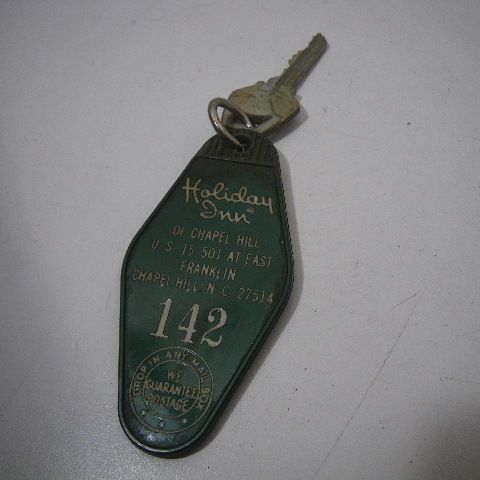 Holiday
Inn®
OF CHAPEL HILL
U.S. 15-501 AT EAST
FRANKLIN
CHAPEL HILL, N.C. 27514
142
DROP IN ANY MAIL BOX
WE
GUARANTEE
POSTAGE